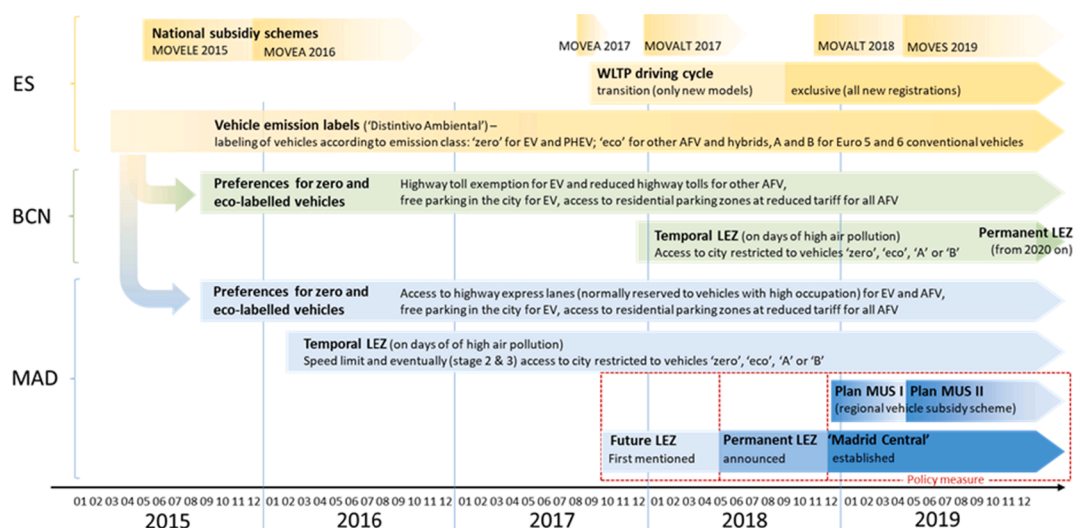 National subsidiy schemes
MOVELE 2015 MOVEA 2016 MOVEA 2017 MOVALT 2017 MOVALT 2018 MOVES 2019
ES
WLTP driving cycle
transition (only new models) exclusive (all new registrations)
Vehicle emission labels ('Distintivo Ambiental') –
labeling of vehicles according to emission class: 'zero' for EV and PHEV; 'eco' for other AFV and hybrids, A and B for Euro 5 and 6 conventional vehicles
BCN
Preferences for zero and Highway toll exemption for EV and reduced highway tolls for other AFV,
eco-labelled vehicles free parking in the city for EV, access to residential parking zones at reduced tariff for all AFV
Temporal LEZ (on days of high air pollution) Permanent LEZ
Access to city restricted to vehicles 'zero', 'eco', 'A' or 'B' (from 2020 on)
MAD
Preferences for zero and Access to highway express lanes (normally reserved to vehicles with high occupation) for EV and AFV,
eco-labelled vehicles free parking in the city for EV, access to residential parking zones at reduced tariff for all AFV
Temporal LEZ (on days of of high air pollution)
Speed limit and eventually (stage 2 & 3) access to city restricted to vehicles 'zero', 'eco', 'A' or 'B'
Plan MUS I Plan MUS II
(regional vehicle subsidy scheme)
Future LEZ Permanent LEZ 'Madrid Central'
First mentioned announced established
Policy measure
01 02 03 04 05 06 07 08 09 10 11 12 01 02 03 04 05 06 07 08 09 10 11 12 01 02 03 04 05 06 07 08 09 10 11 12 01 02 03 04 05 06 07 08 09 10 11 12 01 02 03 04 05 06 07 08 09 10 11 12
2015 2016 2017 2018 2019